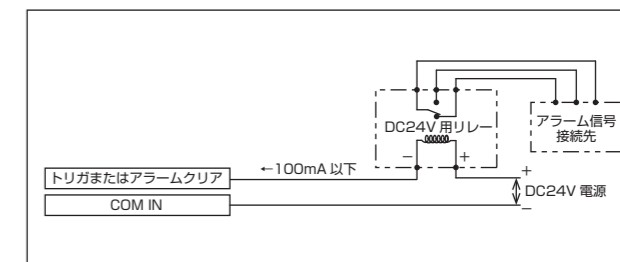 DC24V 用リレー
アラーム信号
接続先
− +
←100mA 以下
トリガまたはアラームクリア
+
DC24V 電源
COM IN
−